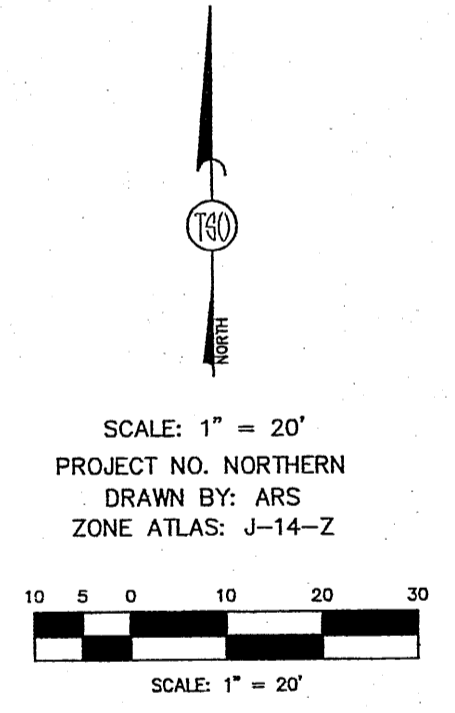 TSO
NORTH
SCALE: 1" = 20'
PROJECT NO. NORTHERN
DRAWN BY: ARS
ZONE ATLAS: J-14-Z
10 5 0 10 20 30
SCALE: 1" = 20'